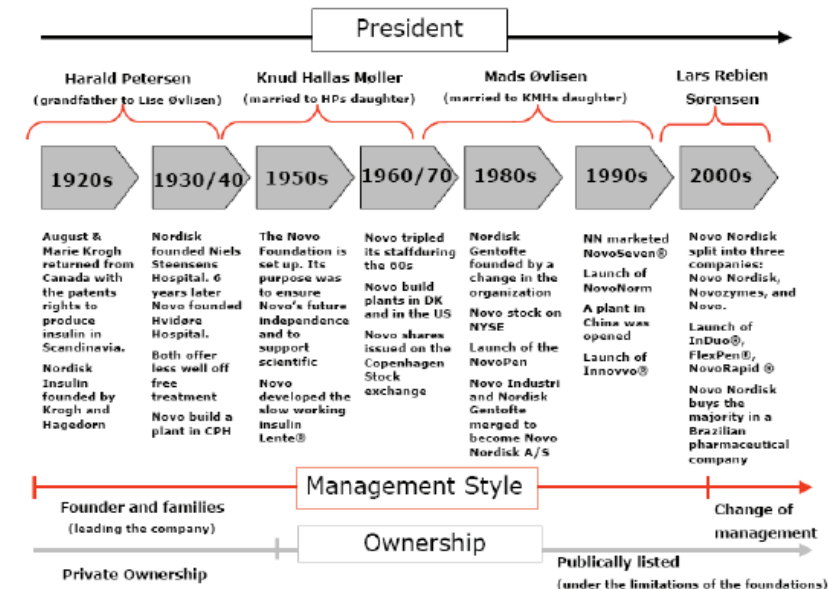 President
Harald Petersen
(grandfather to Lise Øvlisen)
Knud Hallas Møller
(married to HPs daughter)
Mads Øvlisen
(married to KMHs daughter)
Lars Rebien
Sørensen
1920s
1930/40
1950s
1960/70
1980s
1990s
2000s
August &
Marie Krogh
returned from
Canada with
the patents
rights to
produce
insulin in
Scandinavia.
Nordisk
Insulin
founded by
Krogh and
Hagedorn
Nordisk
founded Niels
Steensens
Hospital. 6
years later
Novo founded
Hvidøre
Hospital.
Both offer
less well off
free
treatment
Novo build a
plant in CPH
The Novo
Foundation is
set up. Its
purpose was
to ensure
Novo's future
independence
and to
support
scientific
Novo
developed the
slow working
insulin
Lente®
Novo tripled
its staffduring
the 60s
Novo build
plants in DK
and in the US
Novo shares
issued on the
Copenhagen
Stock
exchange
Nordisk
Gentofte
founded by a
change in the
organization
Novo stock on
NYSE
Launch of the
NovoPen
Novo Industri
and Nordisk
Gentofte
merged to
become Novo
Nordisk A/S
NN marketed
NovoSeven®
Launch of
NovoNorm
A plant in
China was
opened
Launch of
Innovvo®
Novo Nordisk
split into three
companies:
Novo Nordisk,
Novozymes, and
Novo.
Launch of
InDuo®,
FlexPen®,
NovoRapid ®
Novo Nordisk
buys the
majority in a
Brazilian
pharmaceutical
company
Management Style
Founder and families
(leading the company)
Change of
management
Ownership
Private Ownership
Publically listed
(under the limitations of the foundations)